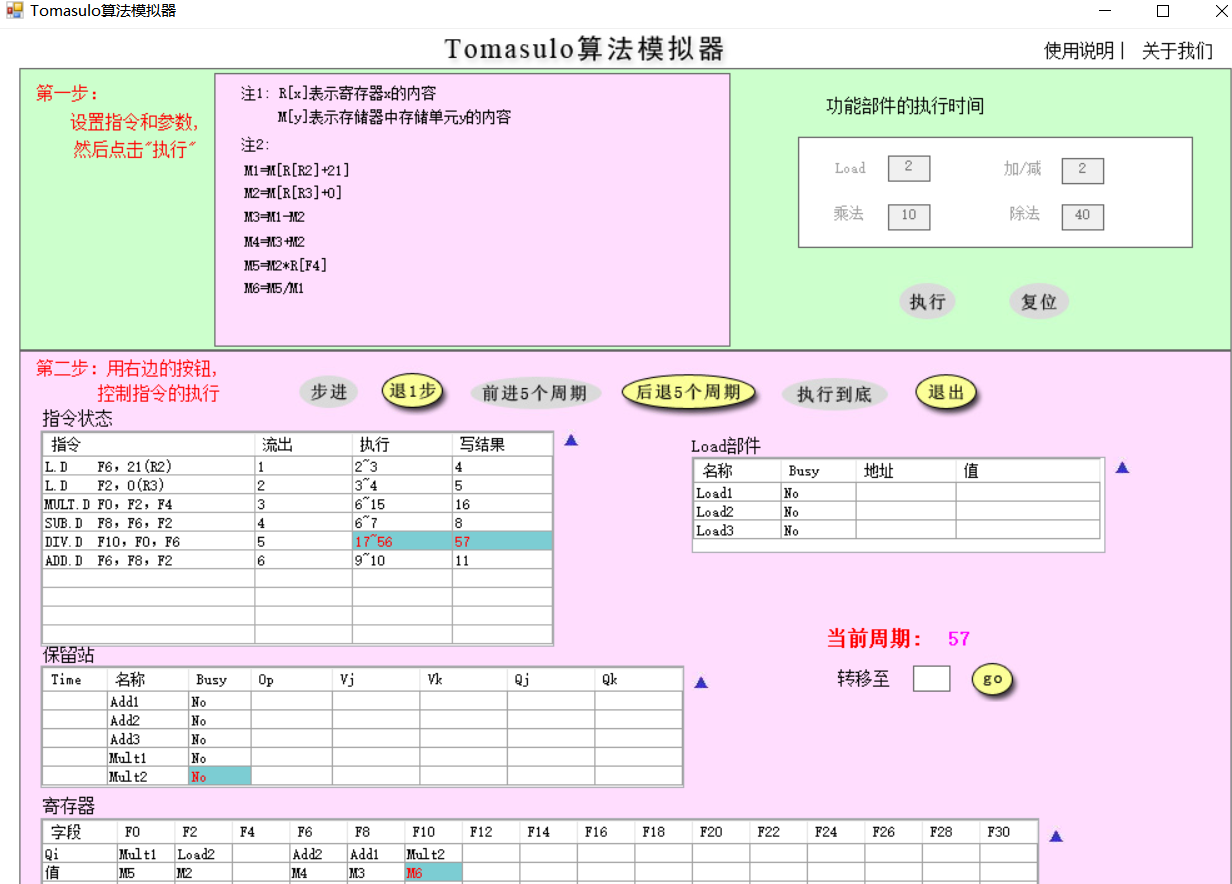 Tomasulo算法模拟器
Tomasulo算法模拟器
使用说明| 关于我们
第一步：
设置指令和参数,
然后点击"执行"
注1: R[x]表示寄存器x的内容
M[y]表示存储器中存储单元y的内容
注2:
M1=M[R[R2]+21]
M2=M[R[R3]+0]
M3=M1-M2
M4=M3+M2
M5=M2*R[F4]
M6=M5/M1
功能部件的执行时间
Load 2 加/减 2
乘法 10 除法 40
执行 复位
第二步: 用右边的按钮,
控制指令的执行
步进 退1步 前进5个周期 后退5个周期 执行到底 退出
指令状态
指令 流出 执行 写结果
L.D F6, 21(R2) 1 2~3 4
L.D F2, 0(R3) 2 3~4 5
MULT.D F0, F2, F4 3 6~15 16
SUB.D F8, F6, F2 4 6~7 8
DIV.D F10, F0, F6 5 17~56 57
ADD.D F6, F8, F2 6 9~10 11
Load部件
名称 Busy 地址 值
Load1 No
Load2 No
Load3 No
当前周期: 57
转移至 go
保留站
Time 名称 Busy Op Vj Vk Qj Qk
Add1 No
Add2 No
Add3 No
Mult1 No
Mult2 No
寄存器
字段 F0 F2 F4 F6 F8 F10 F12 F14 F16 F18 F20 F22 F24 F26 F28 F30
Qi Mult1 Load2 Add2 Add1 Mult2
值 M5 M2 M4 M3 M6